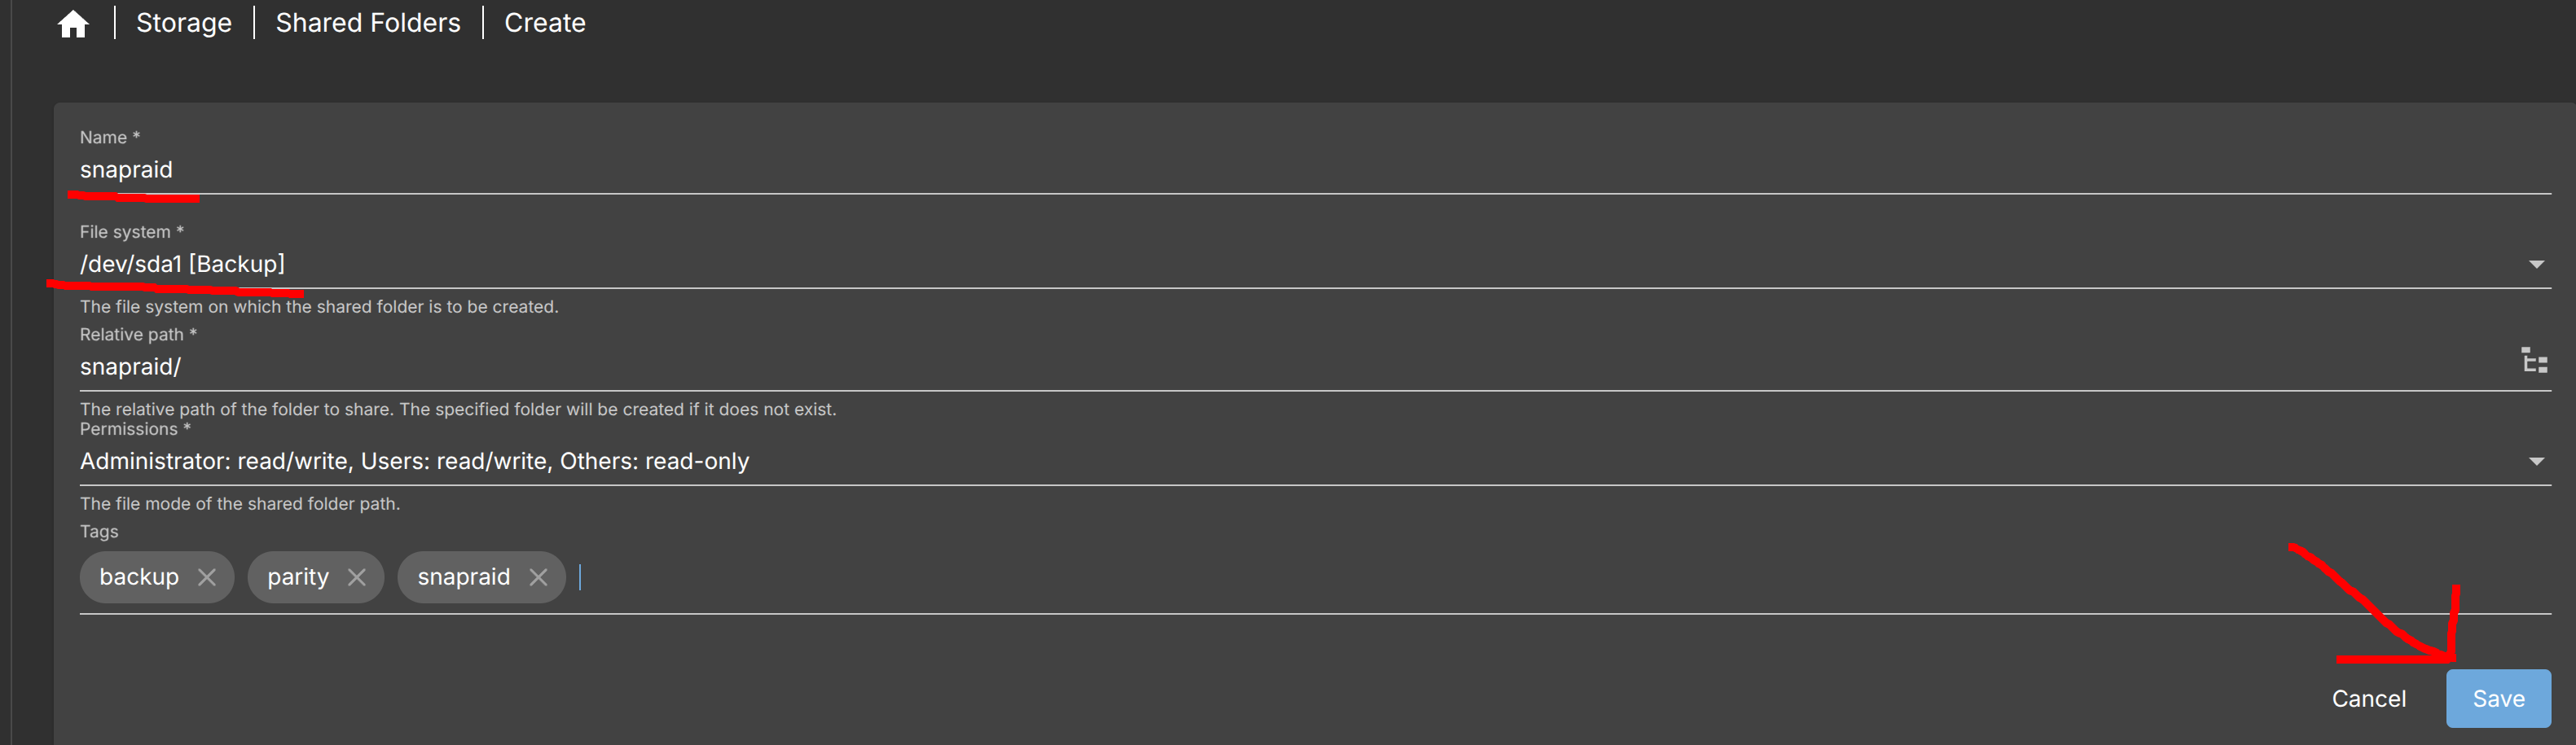 Storage | Shared Folders | Create
Name *
snapraid
File system *
/dev/sda1 [Backup]
The file system on which the shared folder is to be created.
Relative path *
snapraid/
The relative path of the folder to share. The specified folder will be created if it does not exist.
Permissions *
Administrator: read/write, Users: read/write, Others: read-only
The file mode of the shared folder path.
Tags
backup parity snapraid
Cancel Save